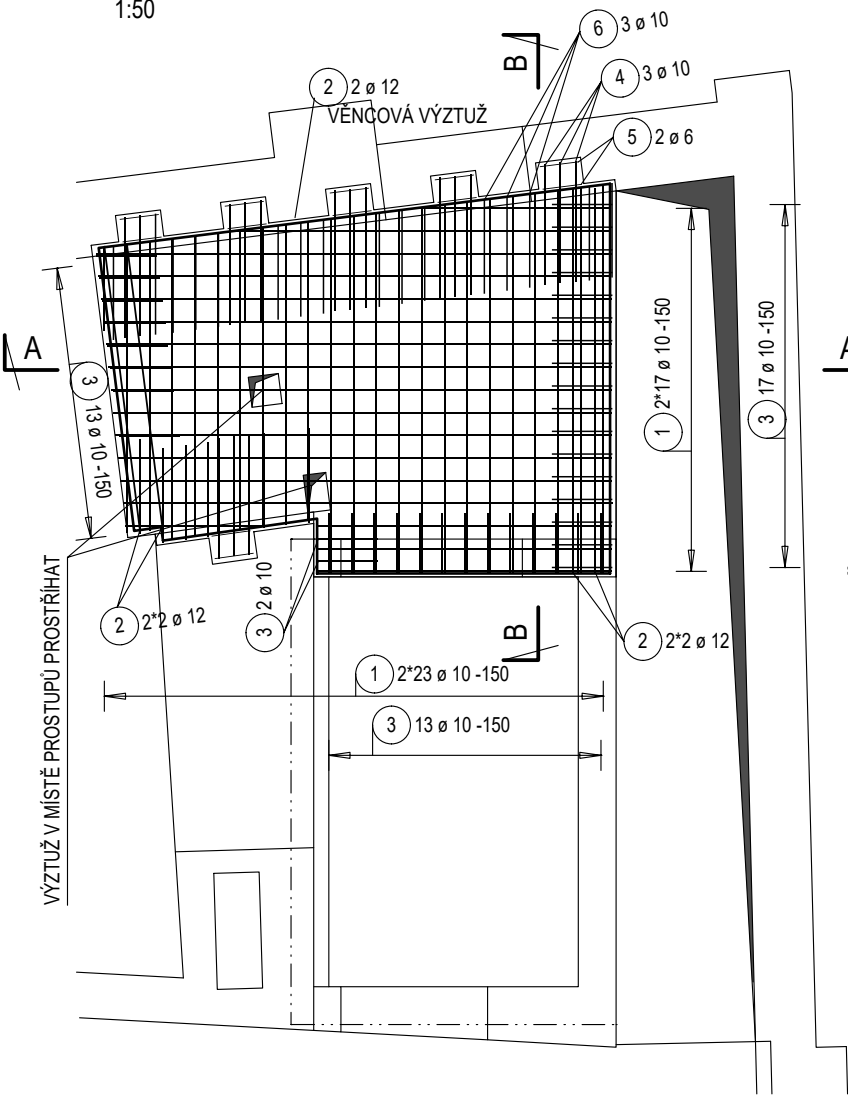 1:50
B
6 3 ø 10
4 3 ø 10
2 2 ø 12
VĚNCOVÁ VÝZTUŽ
5 2 ø 6
A
A
3 13 ø 10 -150
1 2*17 ø 10 -150
3 17 ø 10 -150
VÝZTUŽ V MÍSTĚ PROSTUPŮ PROSTŘÍHAT
2 2*2 ø 12
3 2 ø 10
B
2 2*2 ø 12
1 2*23 ø 10 -150
3 13 ø 10 -150